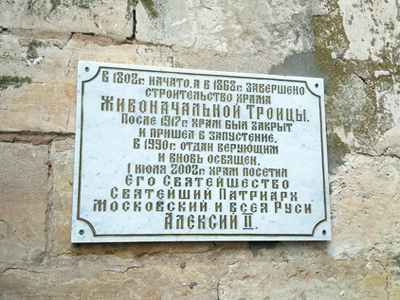 В 1802г. начато, а в 1868г. завершено
строительство храма
Живоначальной Троицы.
После 1917г. храм был закрыт
и пришел в запустение,
в 1990г. отдан верующим
и вновь освящен.
1 июля 2002г. храм посетил
Его Святейшество
Святейший Патриарх
Московский и всея Руси
Алексий II.